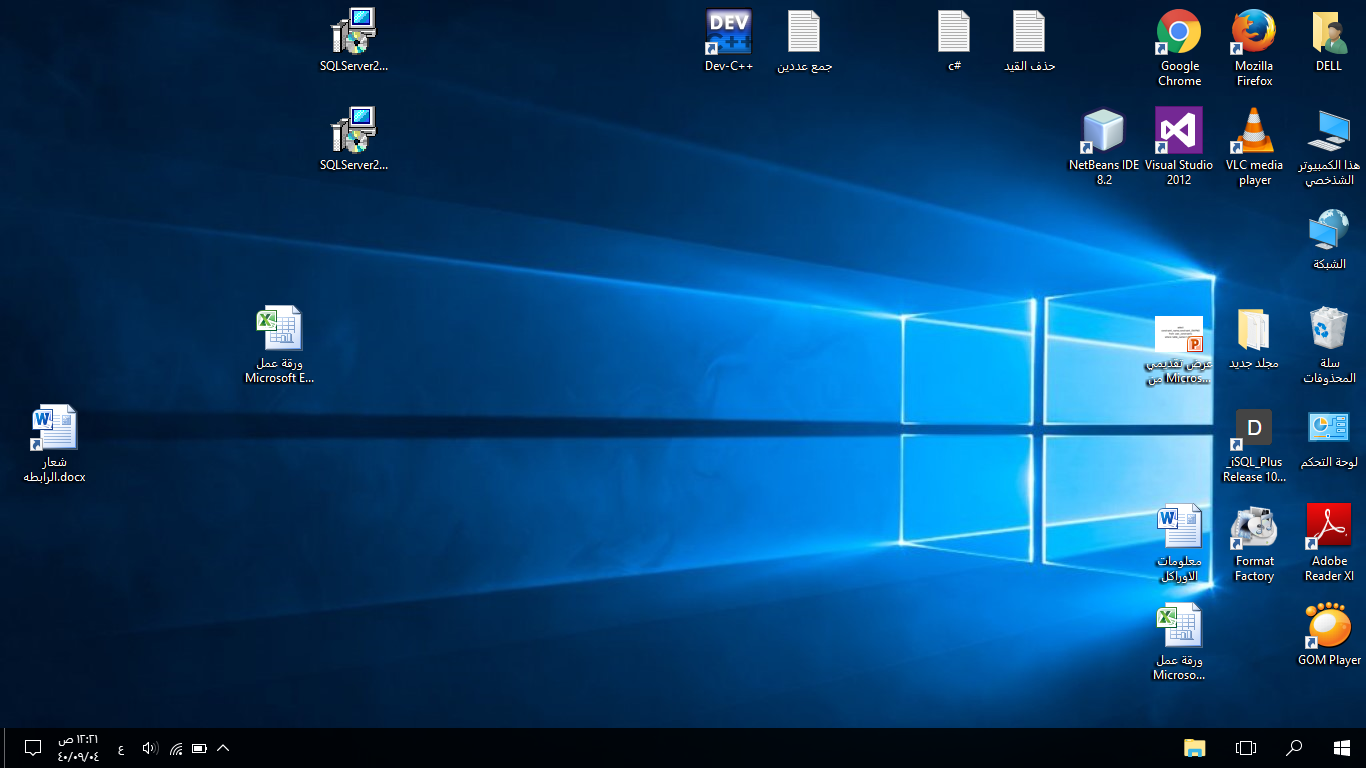 DELL
Mozilla
Firefox
Google
Chrome
حذف القيد
c#
جمع عددين
DEV
C++
Dev-C++
SQLServer2...
هذا الكمبيوتر
الشخصي
VLC media
player
Visual Studio
2012
NetBeans IDE
8.2
SQLServer2...
الشبكة
سلة
المحذوفات
مجلد جديد
عرض تقديمي
من Micros...
ورقة عمل
Microsoft E...
لوحة التحكم
D
_iSQL_Plus
Release 10...
شعار
الرابطه.docx
Adobe
Reader XI
Format
Factory
معلومات
الاوراكل
GOM Player
ورقة عمل
Microso...
ع
١٢:٢١ ص
٤٠/٠٩/٠٤